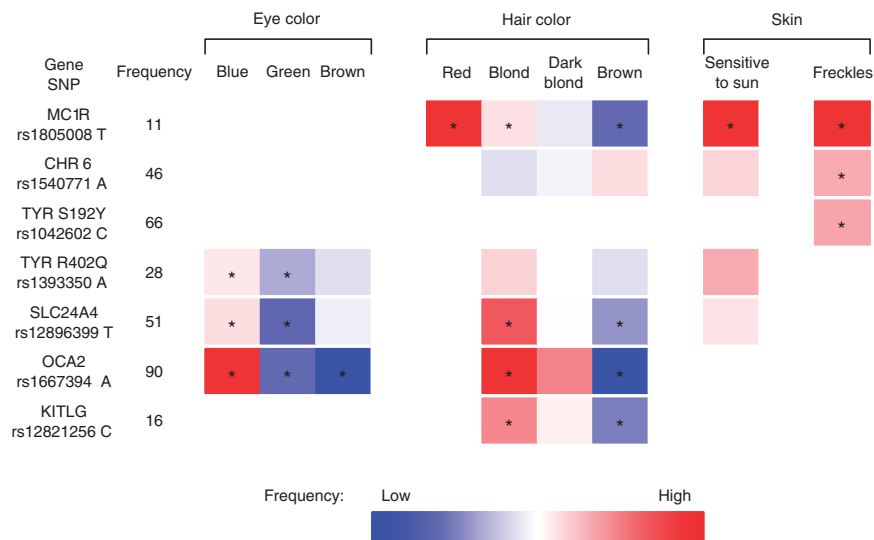 Eye color Hair color Skin
Gene SNP Frequency Blue Green Brown Red Blond Dark blond Brown Sensitive to sun Freckles
MC1R
rs1805008 T 11 * * * * *
CHR 6
rs1540771 A 46 *
TYR S192Y
rs1042602 C 66 *
TYR R402Q
rs1393350 A 28 * *
SLC24A4
rs12896399 T 51 * * * *
OCA2
rs1667394 A 90 * * * * *
KITLG
rs12821256 C 16 * *
Frequency: Low High